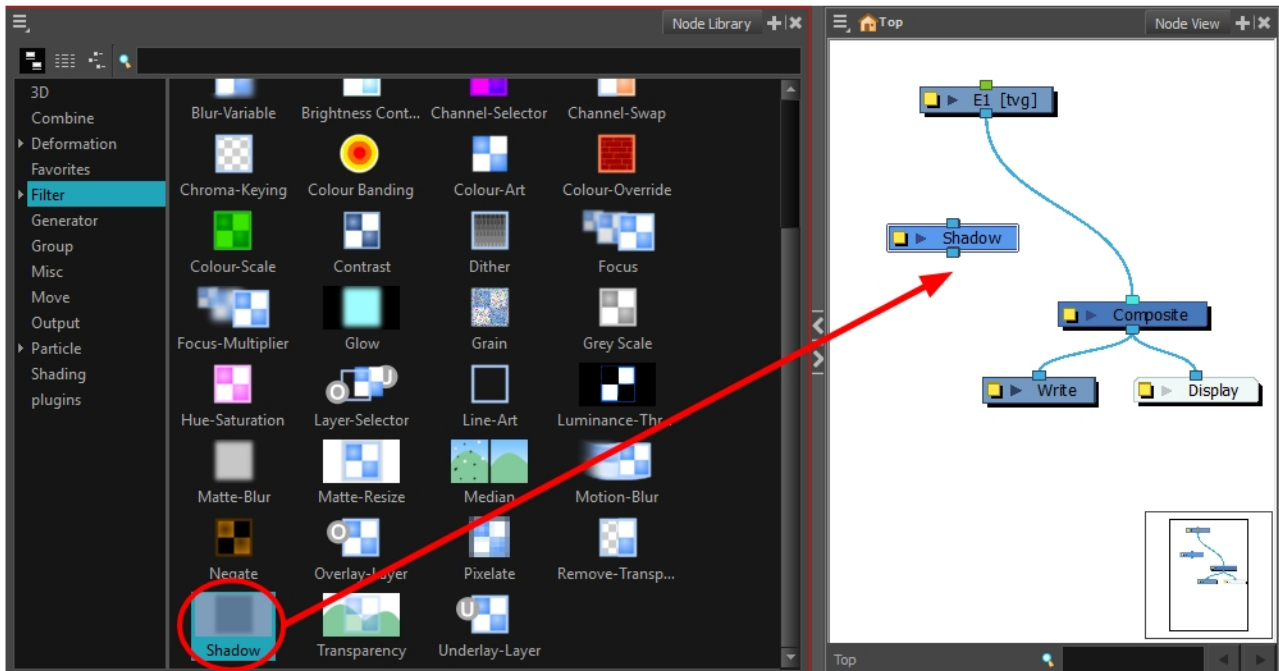 Node Library
3D
Combine
Deformation
Favorites
Filter
Generator
Group
Misc
Move
Output
Particle
Shading
plugins
Blur-Variable Brightness Cont... Channel-Selector Channel-Swap
Chroma-Keying Colour Banding Colour-Art Colour-Override
Colour-Scale Contrast Dither Focus
Focus-Multiplier Glow Grain Grey Scale
Hue-Saturation Layer-Selector Line-Art Luminance-Thr...
Matte-Blur Matte-Resize Median Motion-Blur
Negate Overlay-Layer Pixelate Remove-Transp...
Shadow Transparency Underlay-Layer
Top Node View
E1 [tvg]
Shadow
Composite
Write Display
Top